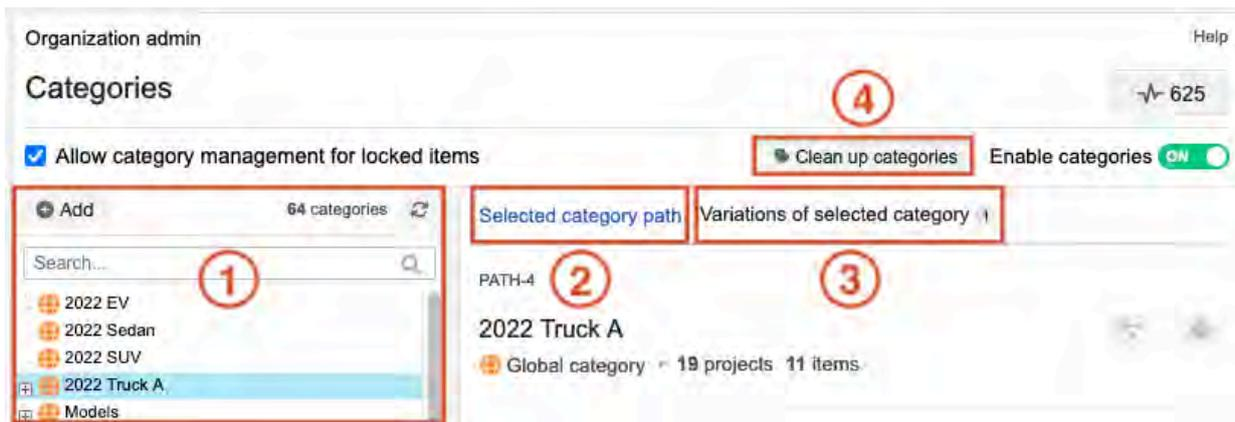 Organization admin Help
Categories
4
625
Allow category management for locked items Clean up categories Enable categories ON
Add 64 categories Selected category path Variations of selected category 1
Search...
1
2
3
PATH-4
2022 EV
2022 Sedan
2022 SUV
2022 Truck A
Models
2022 Truck A
Global category 19 projects 11 items